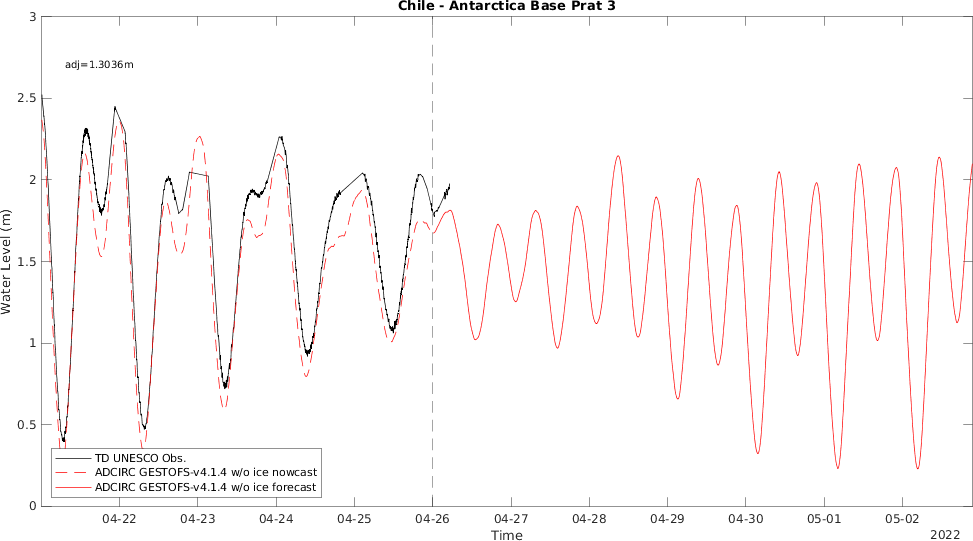 Chile - Antarctica Base Prat 3
adj=1.3036m
3
2.5
2
1.5
1
0.5
0
Water Level (m)
TD UNESCO Obs.
ADCIRC GESTOFS-v4.1.4 w/o ice nowcast
ADCIRC GESTOFS-v4.1.4 w/o ice forecast
04-22 04-23 04-24 04-25 04-26 04-27 04-28 04-29 04-30 05-01 05-02
Time
2022